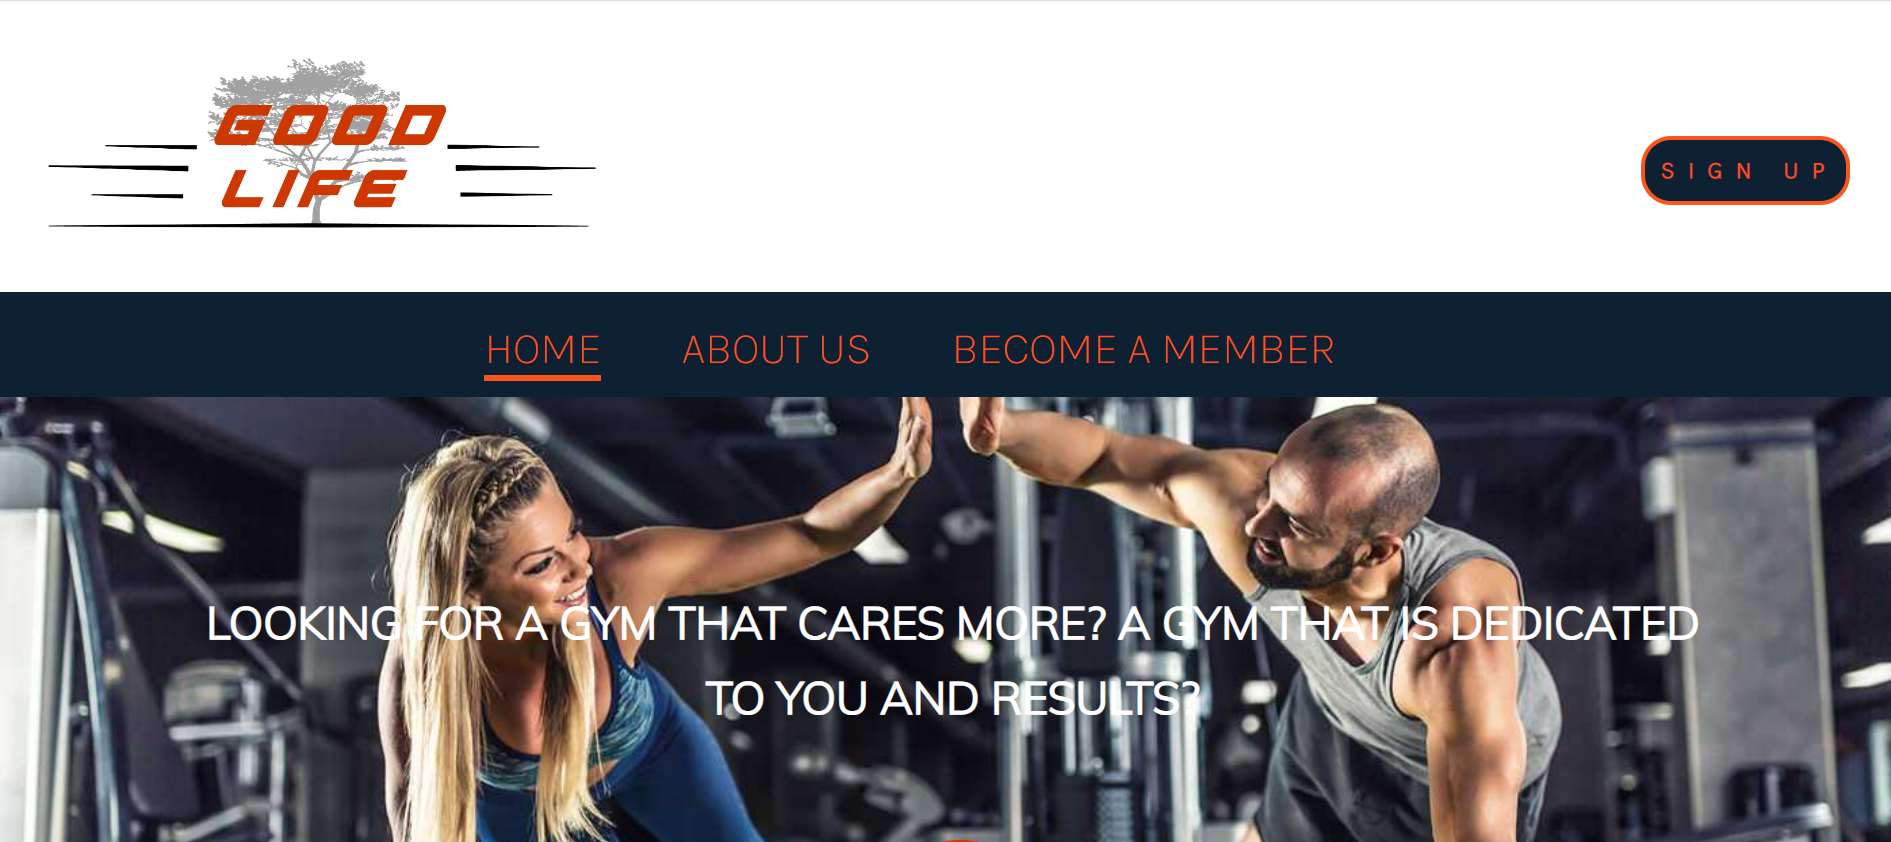 GOOD
LIFE
SIGN UP
HOME ABOUT US BECOME A MEMBER
LOOKING FOR A GYM THAT CARES MORE? A GYM THAT IS DEDICATED
TO YOU AND RESULTS?